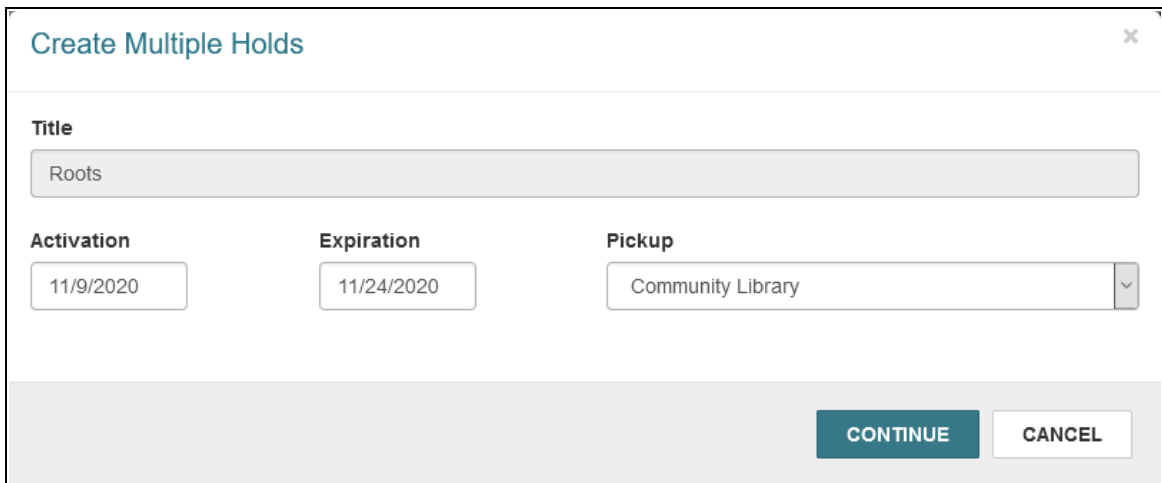 Create Multiple Holds
Title
Roots
Activation Expiration Pickup
11/9/2020 11/24/2020 Community Library
CONTINUE CANCEL